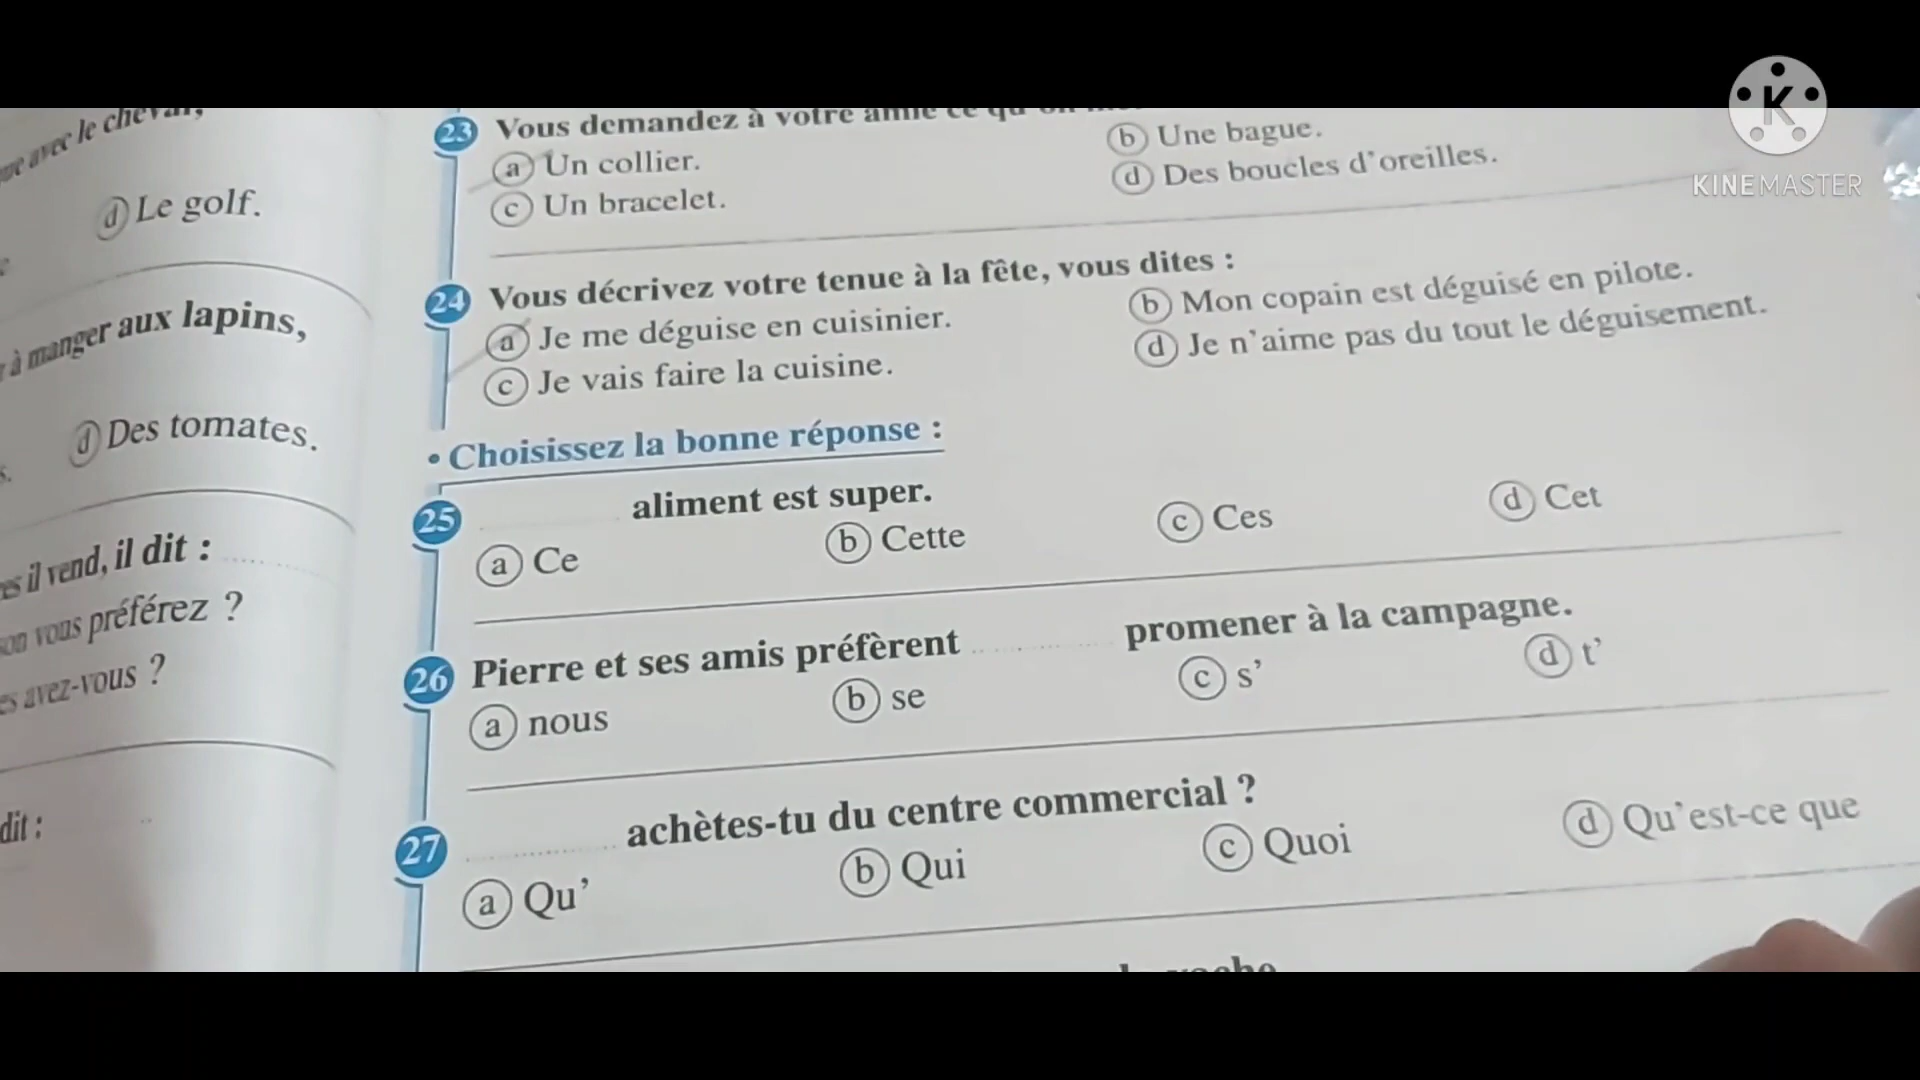 avec le cheval,
d Le golf.
à manger aux lapins,
d Des tomates.
il vend, il dit :
vous préférez ?
avez-vous ?
dit :
23 Vous demandez à votre amie ce
a Un collier.
b Une bague.
c Un bracelet.
d Des boucles d'oreilles.
24 Vous décrivez votre tenue à la fête, vous dites :
a Je me déguise en cuisinier.
b Mon copain est déguisé en pilote.
c Je vais faire la cuisine.
d Je n'aime pas du tout le déguisement.
• Choisissez la bonne réponse :
25 .......... aliment est super.
a Ce
b Cette
c Ces
d Cet
26 Pierre et ses amis préfèrent .......... promener à la campagne.
a nous
b se
c s'
d t'
27 .......... achètes-tu du centre commercial ?
a Qu'
b Qui
c Quoi
d Qu'est-ce que
K
KINEMASTER